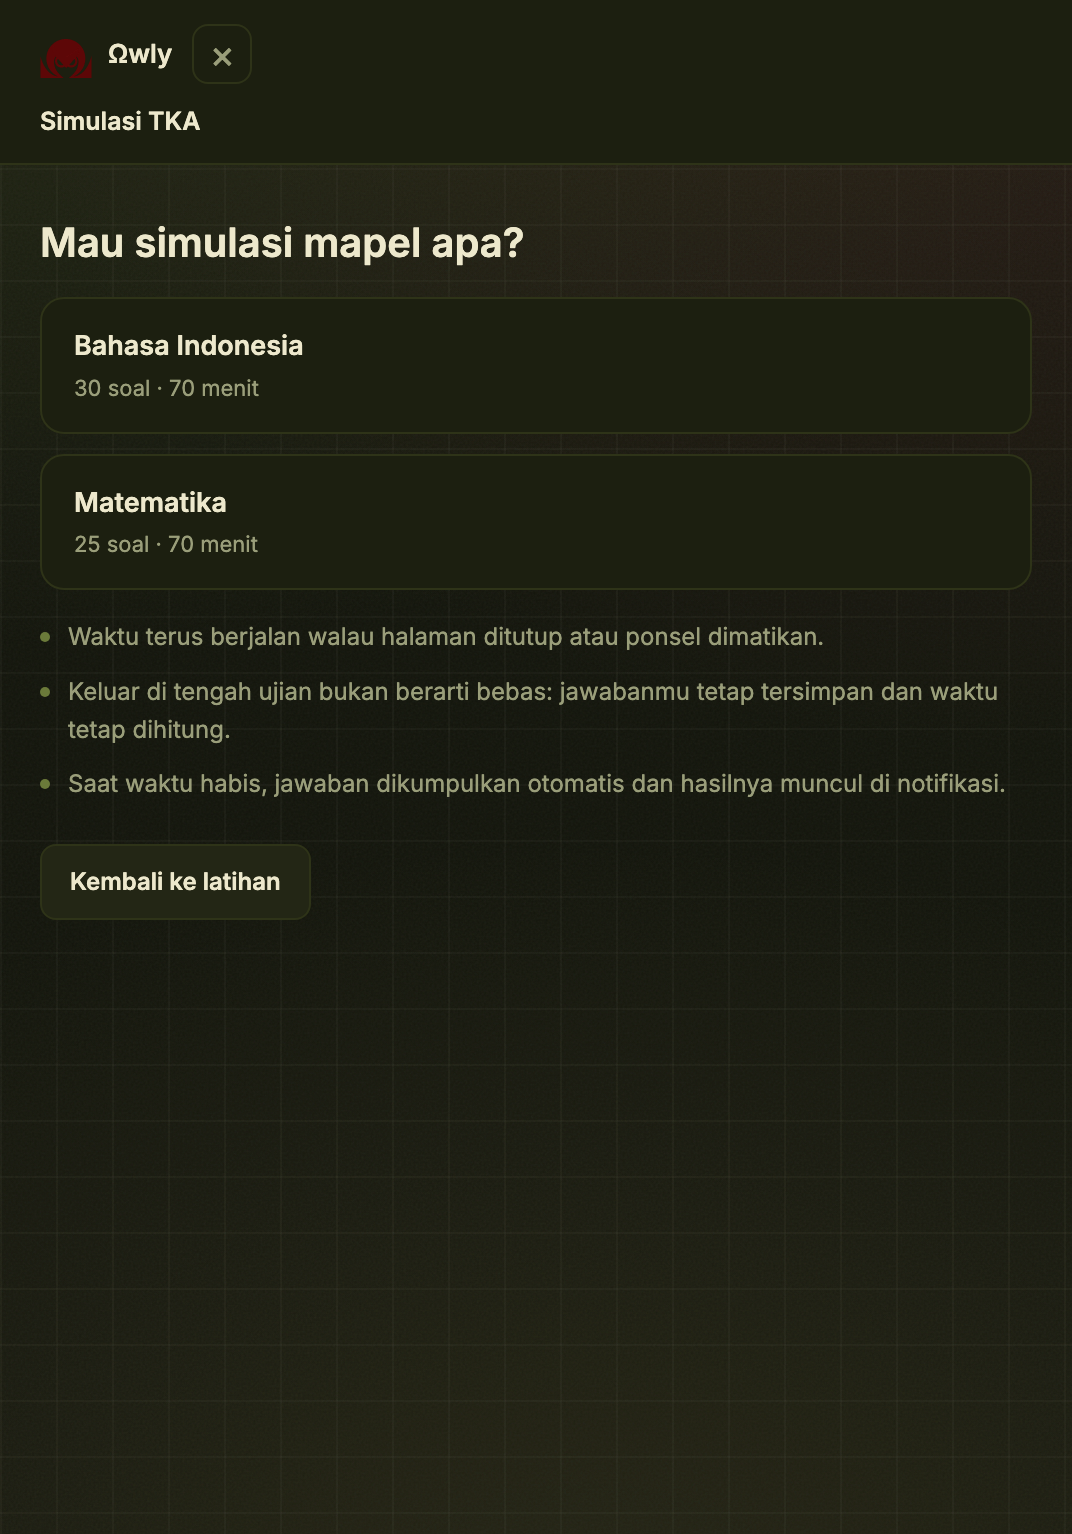 Ωwly
Simulasi TKA
Mau simulasi mapel apa?
Bahasa Indonesia
30 soal · 70 menit
Matematika
25 soal · 70 menit
Waktu terus berjalan walau halaman ditutup atau ponsel dimatikan.
Keluar di tengah ujian bukan berarti bebas: jawabanmu tetap tersimpan dan waktu
tetap dihitung.
Saat waktu habis, jawaban dikumpulkan otomatis dan hasilnya muncul di notifikasi.
Kembali ke latihan